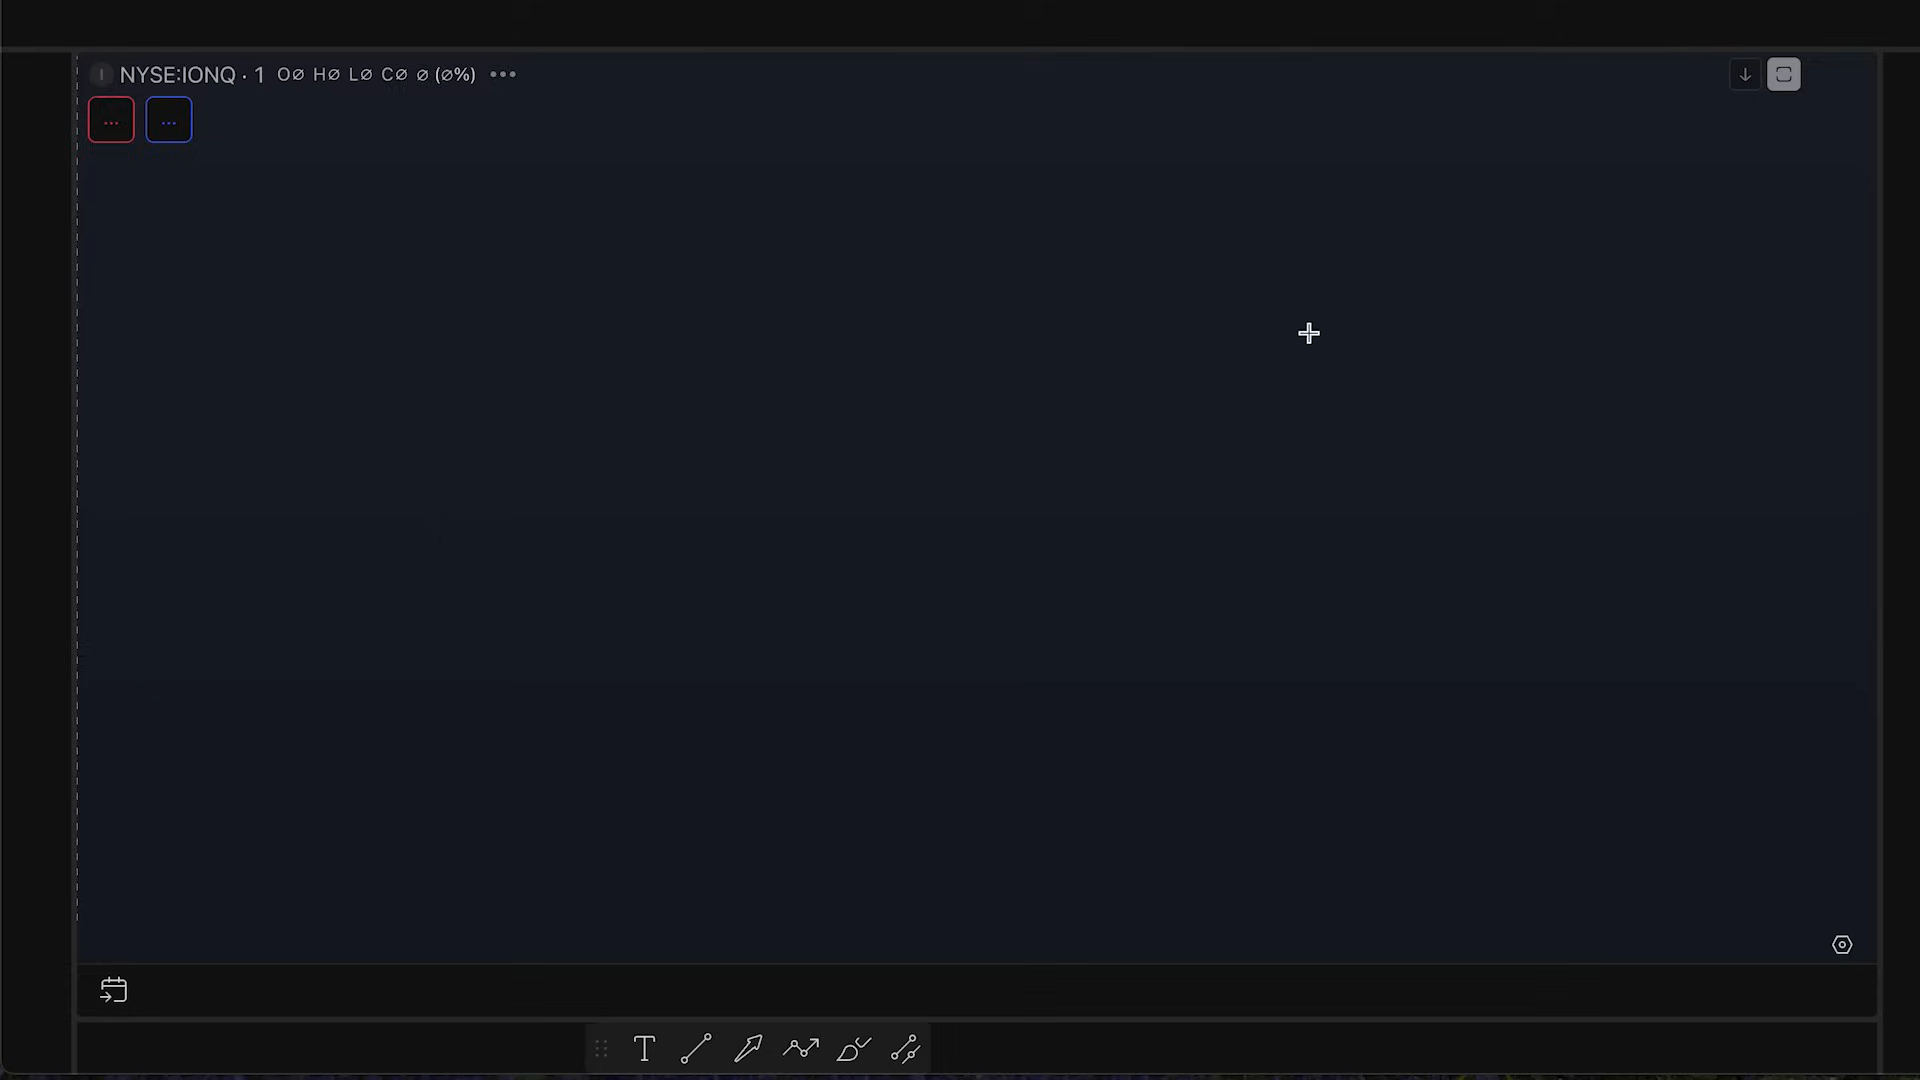 I NYSE:IONQ · 1 O∅ H∅ L∅ C∅ ∅ (∅%) •••
... ...
T